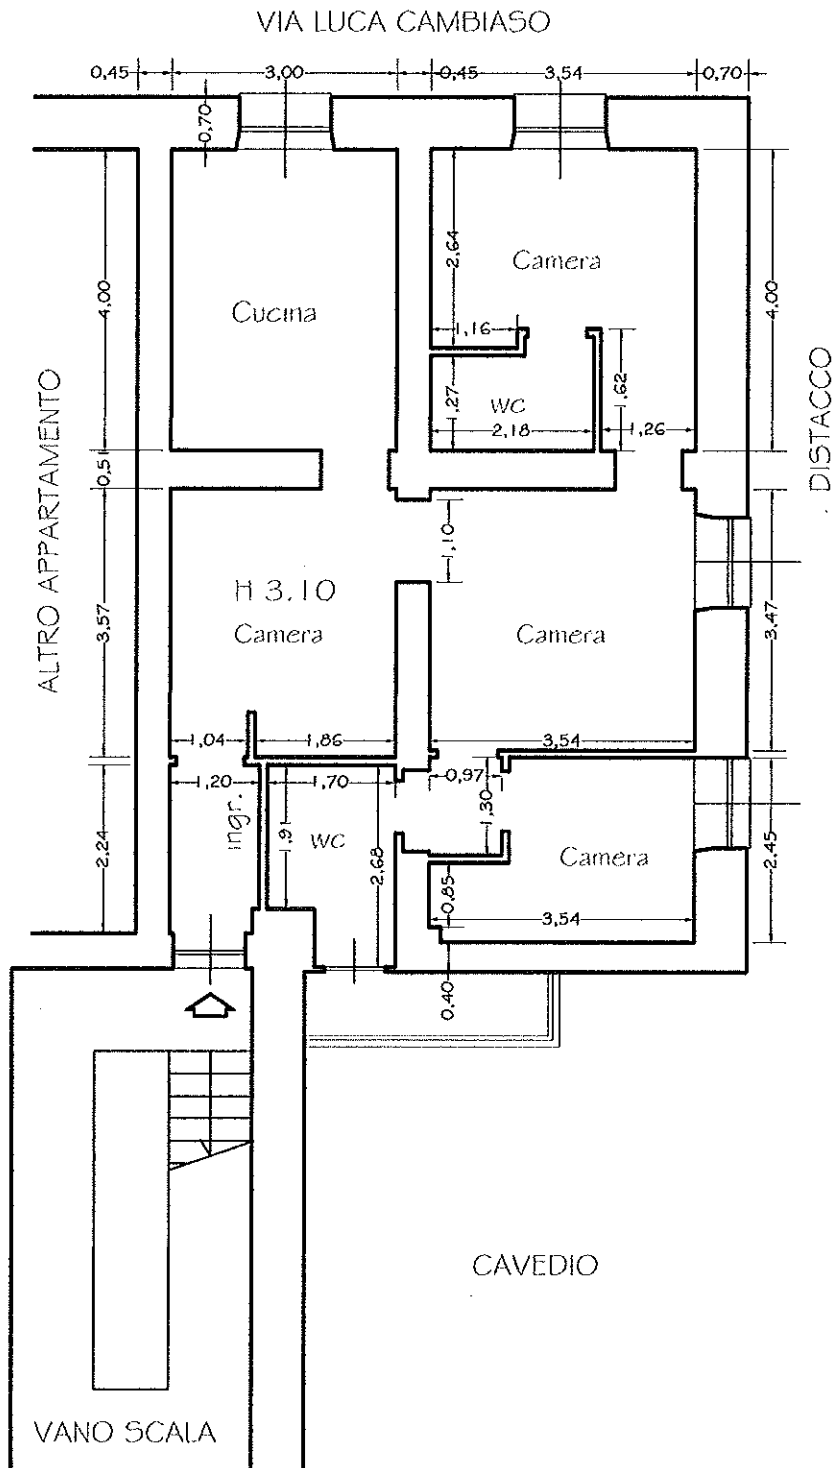 VIA LUCA CAMBIASO
0,45 3,00 0,45 3,54 0,70
0,70
4,00
2,64
Camera
4,00
Cucina
1,16
1,62
ALTRO APPARTAMENTO
DISTACCO
1,27
WC
2,18
1,26
0,51
1,10
H 3.10
3,57
Camera
Camera
3,47
1,04 1,86 3,54
1,20 1,70 0,97
ingr.
1,30
1,91
WC
2,68
2,24
Camera
2,45
0,85
3,54
0,40
CAVEDIO
VANO SCALA